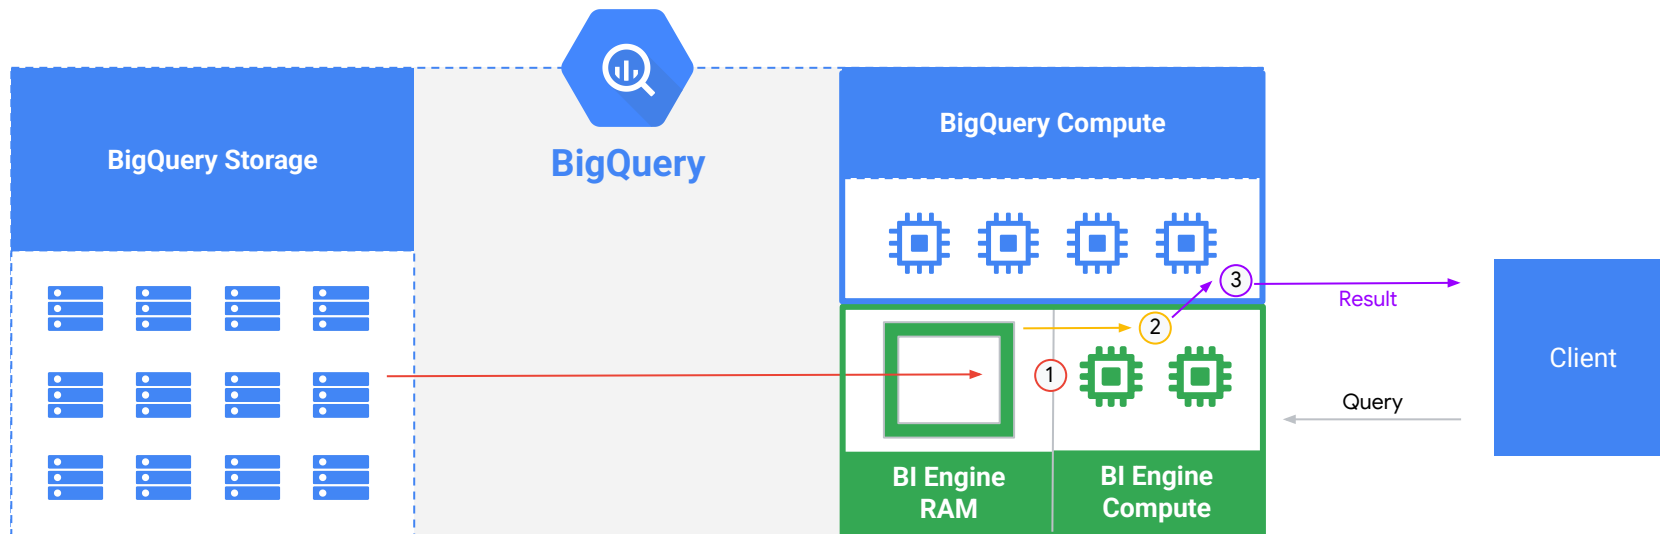 BigQuery Storage
BigQuery
BigQuery Compute
3
Result
2
1
Client
Query
BI Engine
RAM
BI Engine
Compute